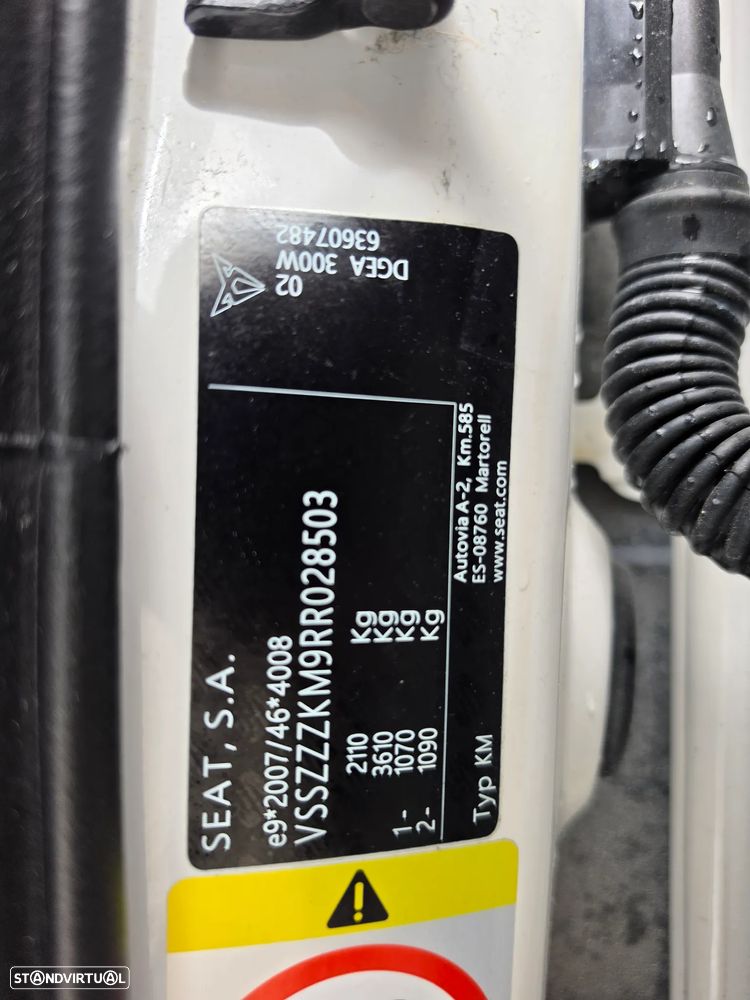 SEAT, S.A.
e9*2007/46*4008
VSSZZZKM9RR028503
2110 Kg
3610 Kg
1- 1070 Kg
2.- 1090 Kg
Typ KM
Autovia A-2, Km.585
ES-08760 Martorell
www.seat.com
02
DGEA 300W
63607482
STANDVIRTUAL